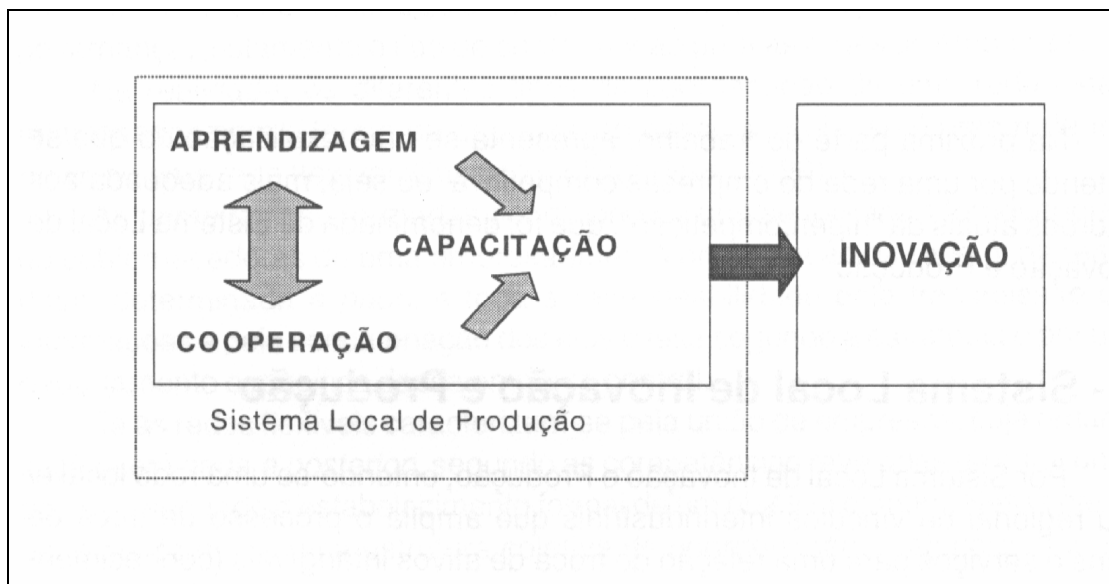 APRENDIZAGEM
CAPACITAÇÃO
COOPERAÇÃO
INOVAÇÃO
Sistema Local de Produção